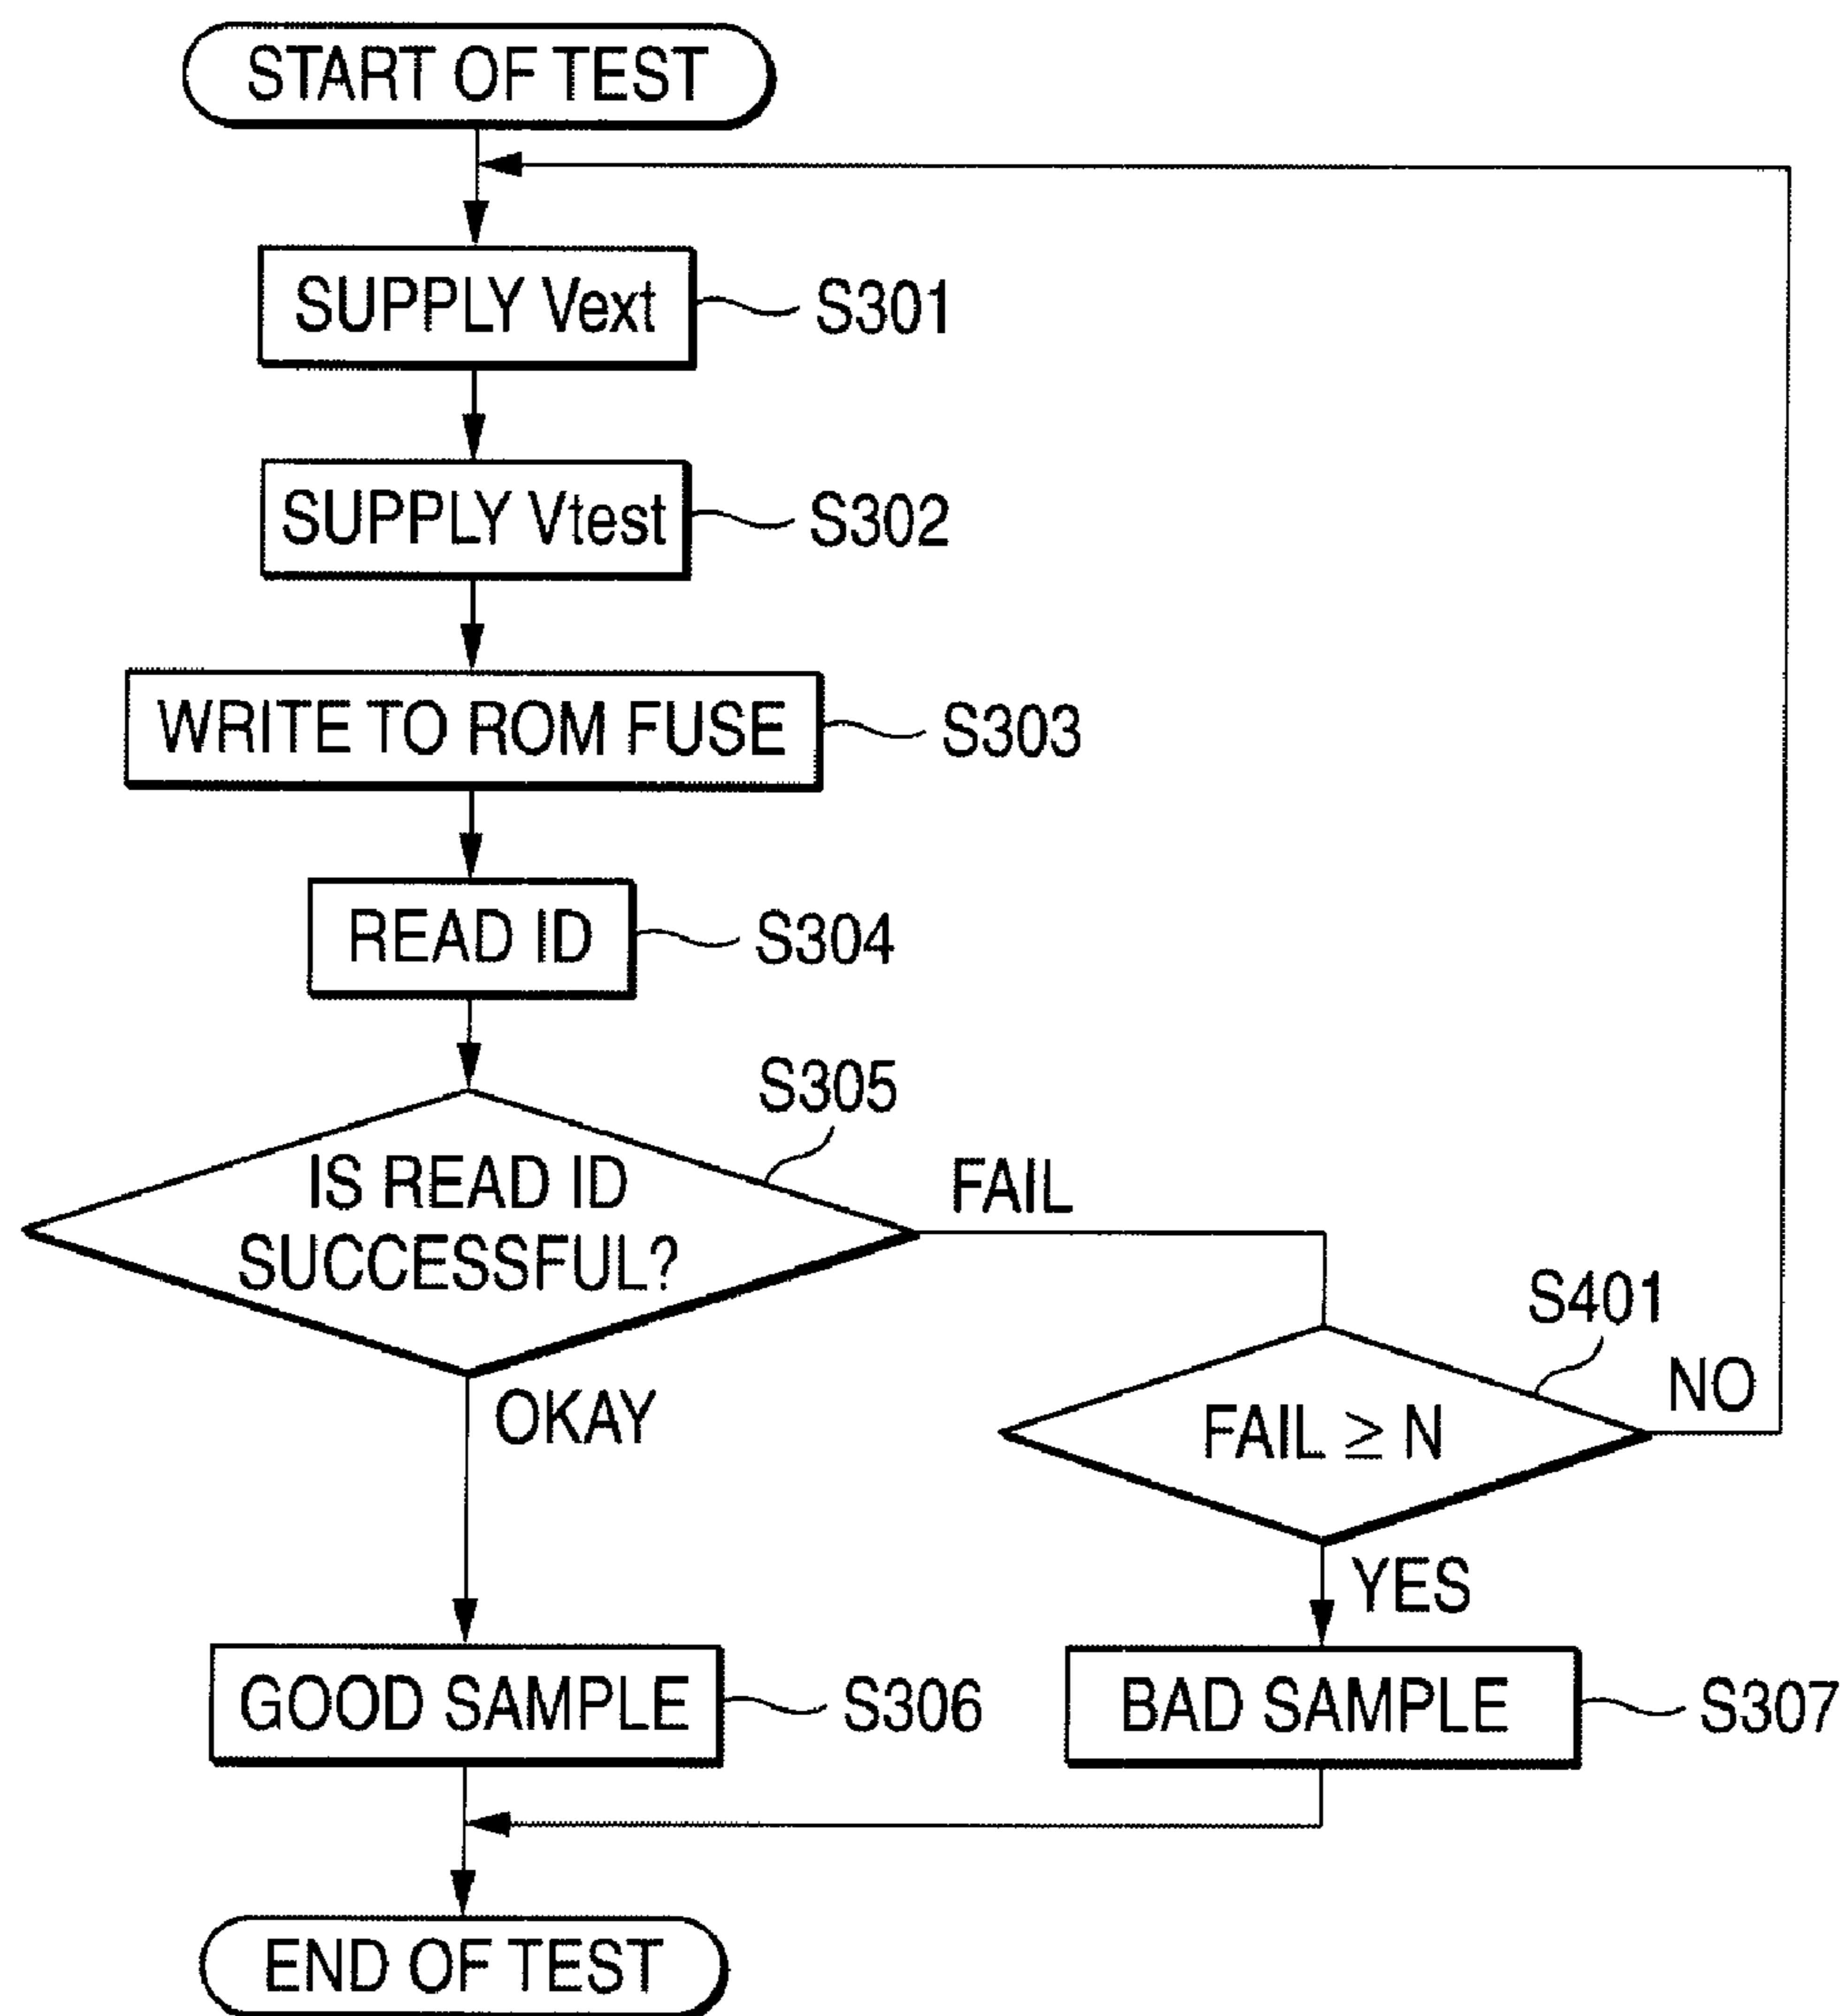 START OF TEST
SUPPLY Vext
S301
SUPPLY Vtest
S302
WRITE TO ROM FUSE
S303
READ ID
S304
S305
IS READ ID
SUCCESSFUL?
FAIL
OKAY
S401
FAIL ≥ N
NO
YES
GOOD SAMPLE
S306
BAD SAMPLE
S307
END OF TEST